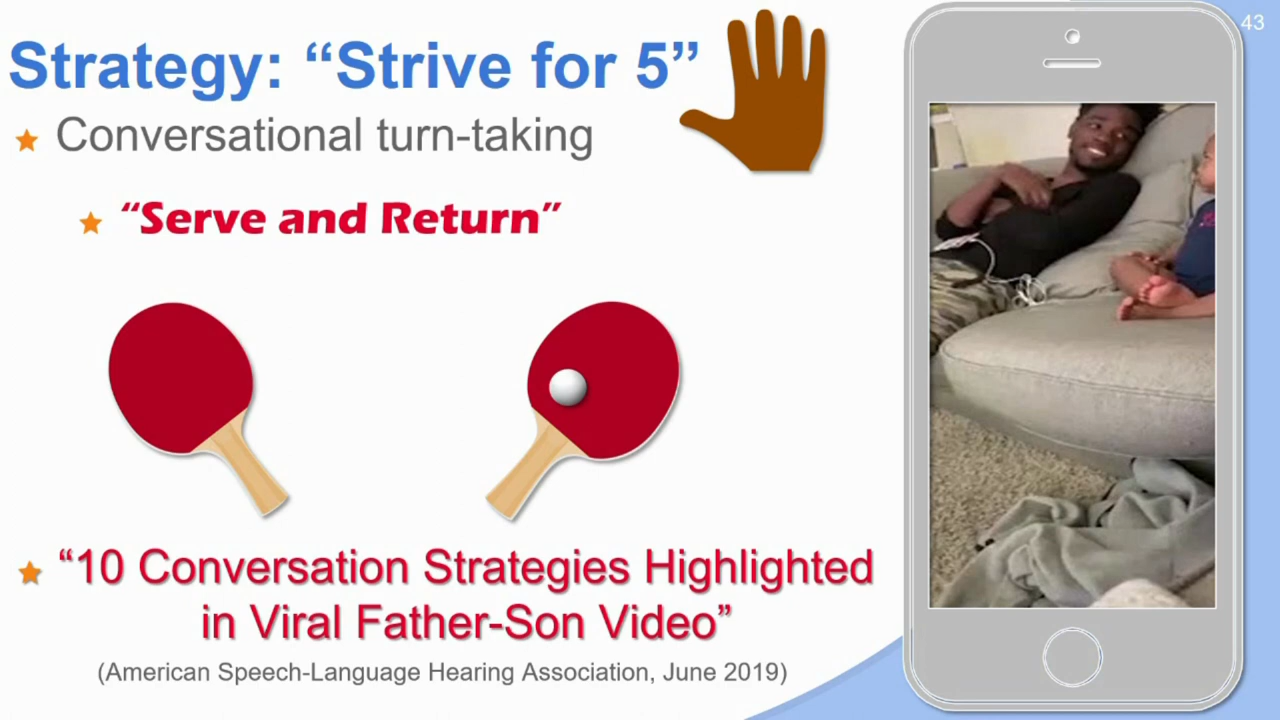 43
Strategy: “Strive for 5”
Conversational turn-taking
“Serve and Return”
“10 Conversation Strategies Highlighted
in Viral Father-Son Video”
(American Speech-Language Hearing Association, June 2019)